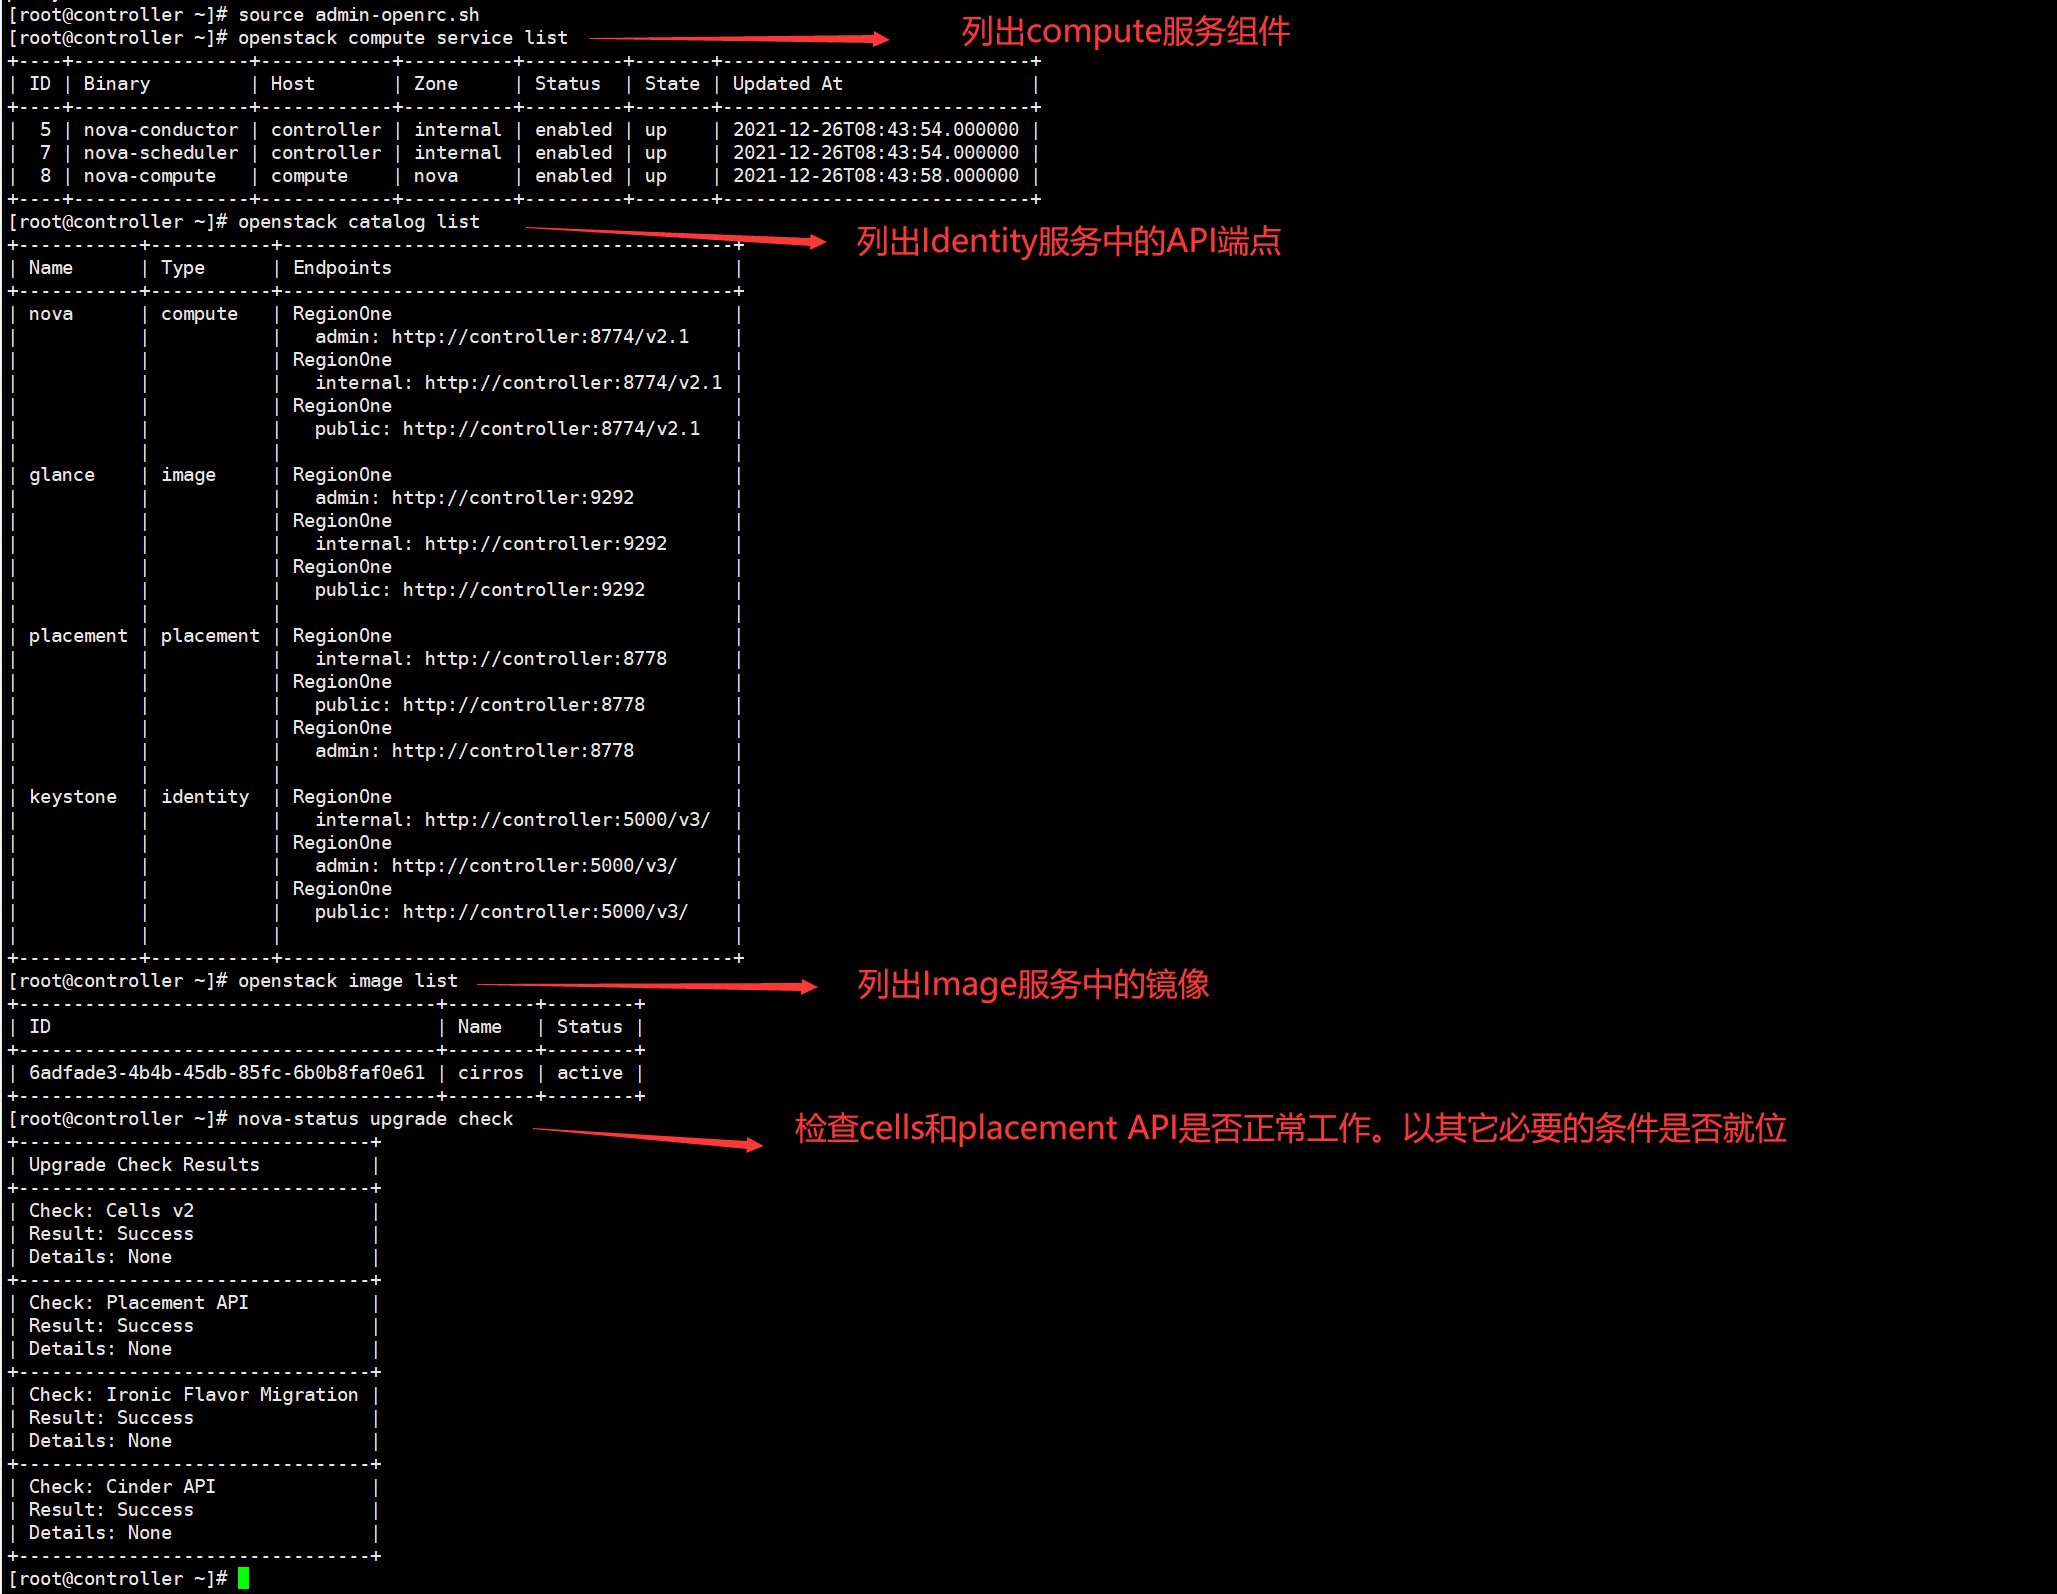 [root@controller ~]# source admin-openrc.sh
[root@controller ~]# openstack compute service list 列出compute服务组件
+----+----------------+------------+----------+---------+-------+----------------------------+
| ID | Binary         | Host       | Zone     | Status  | State | Updated At                 |
+----+----------------+------------+----------+---------+-------+----------------------------+
|  5 | nova-conductor | controller | internal | enabled | up    | 2021-12-26T08:43:54.000000 |
|  7 | nova-scheduler | controller | internal | enabled | up    | 2021-12-26T08:43:54.000000 |
|  8 | nova-compute   | compute    | nova     | enabled | up    | 2021-12-26T08:43:58.000000 |
+----+----------------+------------+----------+---------+-------+----------------------------+
[root@controller ~]# openstack catalog list 列出Identity服务中的API端点
+-----------+-----------+-----------------------------------------+
| Name      | Type      | Endpoints                               |
+-----------+-----------+-----------------------------------------+
| nova      | compute   | RegionOne                               |
|           |           |   admin: http://controller:8774/v2.1    |
|           |           | RegionOne                               |
|           |           |   internal: http://controller:8774/v2.1 |
|           |           | RegionOne                               |
|           |           |   public: http://controller:8774/v2.1   |
|           |           |                                         |
| glance    | image     | RegionOne                               |
|           |           |   admin: http://controller:9292         |
|           |           | RegionOne                               |
|           |           |   internal: http://controller:9292      |
|           |           | RegionOne                               |
|           |           |   public: http://controller:9292        |
|           |           |                                         |
| placement | placement | RegionOne                               |
|           |           |   internal: http://controller:8778      |
|           |           | RegionOne                               |
|           |           |   public: http://controller:8778        |
|           |           | RegionOne                               |
|           |           |   admin: http://controller:8778         |
|           |           |                                         |
| keystone  | identity  | RegionOne                               |
|           |           |   internal: http://controller:5000/v3/  |
|           |           | RegionOne                               |
|           |           |   admin: http://controller:5000/v3/     |
|           |           | RegionOne                               |
|           |           |   public: http://controller:5000/v3/    |
|           |           |                                         |
+-----------+-----------+-----------------------------------------+
[root@controller ~]# openstack image list 列出Image服务中的镜像
+--------------------------------------+--------+--------+
| ID                                   | Name   | Status |
+--------------------------------------+--------+--------+
| 6adfade3-4b4b-45db-85fc-6b0b8faf0e61 | cirros | active |
+--------------------------------------+--------+--------+
[root@controller ~]# nova-status upgrade check 检查cells和placement API是否正常工作。以其它必要的条件是否就位
+--------------------------------+
| Upgrade Check Results          |
+--------------------------------+
| Check: Cells v2                |
| Result: Success                |
| Details: None                  |
+--------------------------------+
| Check: Placement API           |
| Result: Success                |
| Details: None                  |
+--------------------------------+
| Check: Ironic Flavor Migration |
| Result: Success                |
| Details: None                  |
+--------------------------------+
| Check: Cinder API              |
| Result: Success                |
| Details: None                  |
+--------------------------------+
[root@controller ~]#